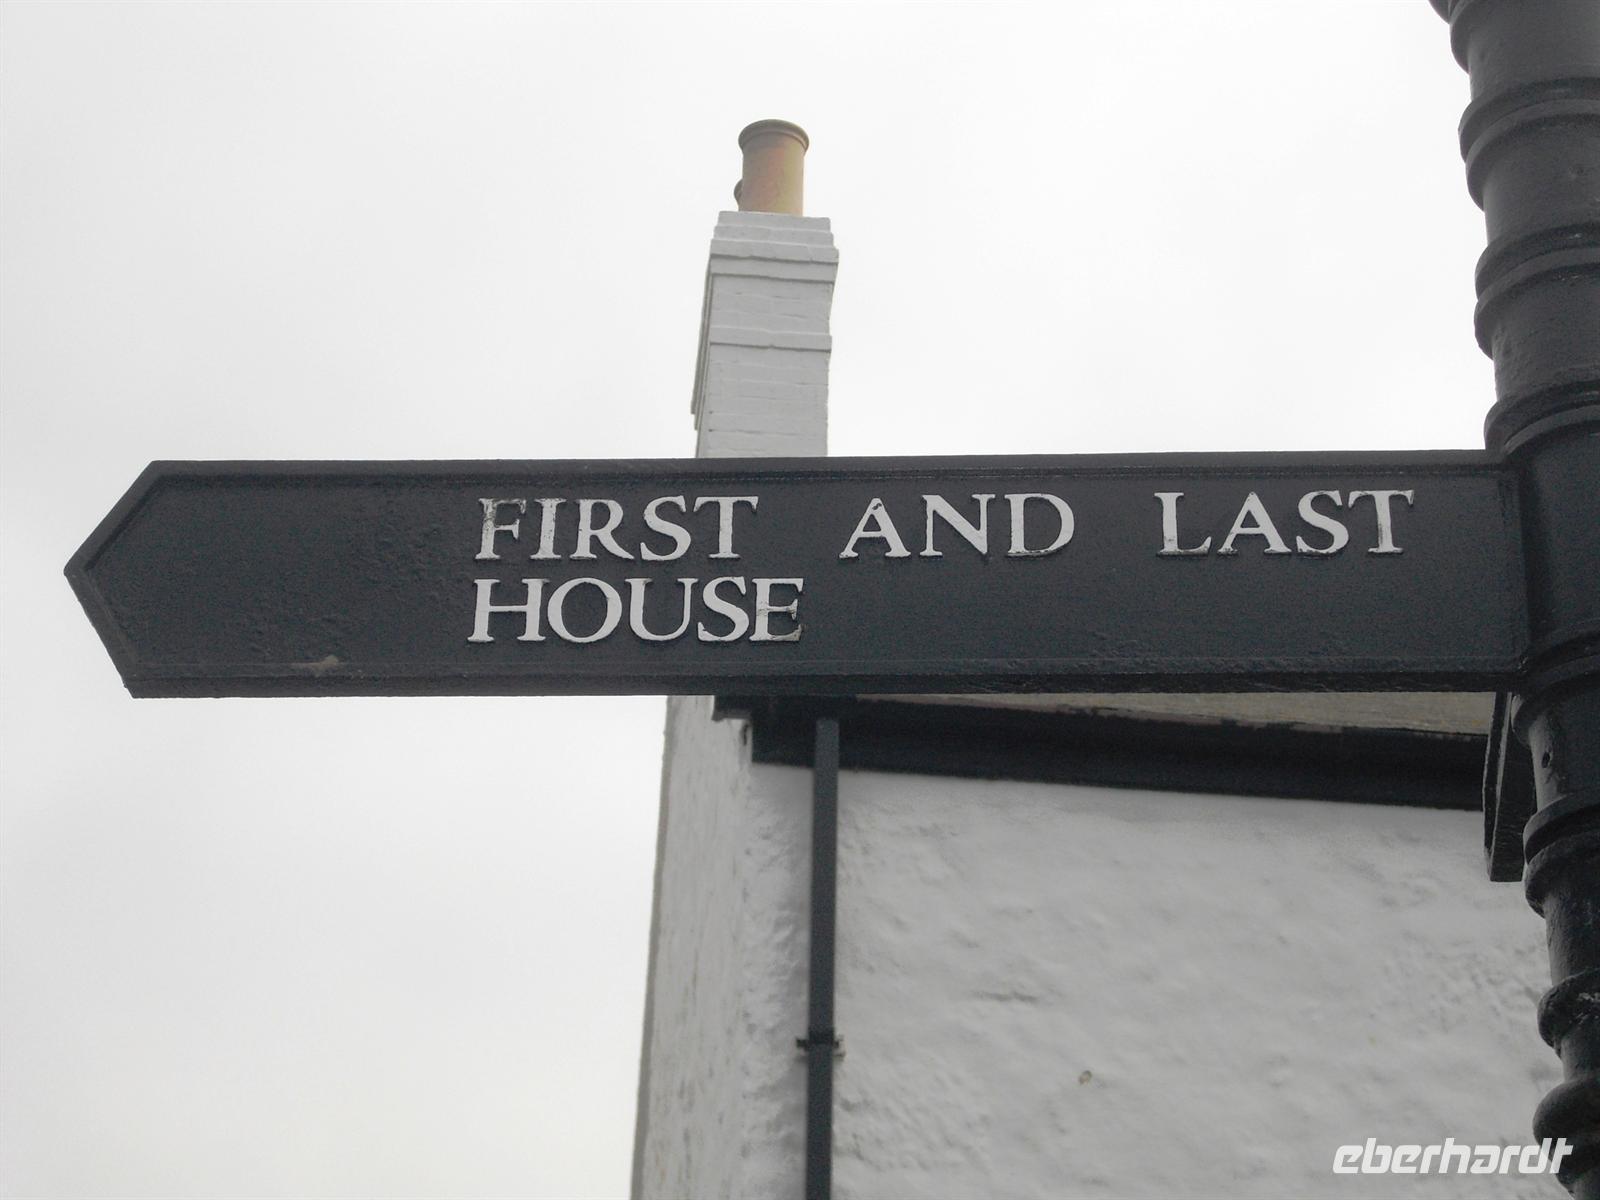 FIRST AND LAST
HOUSE
eberhardt